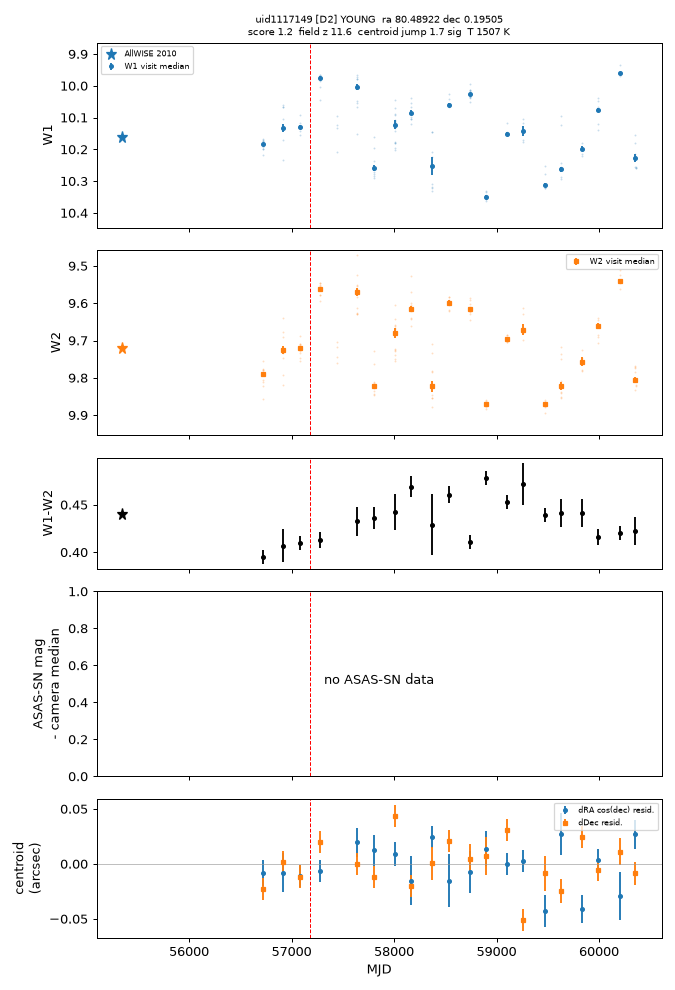 uid1117149 [D2] YOUNG  ra 80.48922 dec 0.19505
score 1.2  field z 11.6  centroid jump 1.7 sig  T 1507 K
AllWISE 2010
W1 visit median
9.9
10.0
10.1
10.2
10.3
10.4
W1
W2 visit median
9.5
9.6
9.7
9.8
9.9
W2
0.45
0.40
W1-W2
1.0
0.8
0.6
0.4
0.2
0.0
ASAS-SN mag
- camera median
no ASAS-SN data
dRA cos(dec) resid.
dDec resid.
0.05
0.00
−0.05
centroid
(arcsec)
56000
57000
58000
59000
60000
MJD